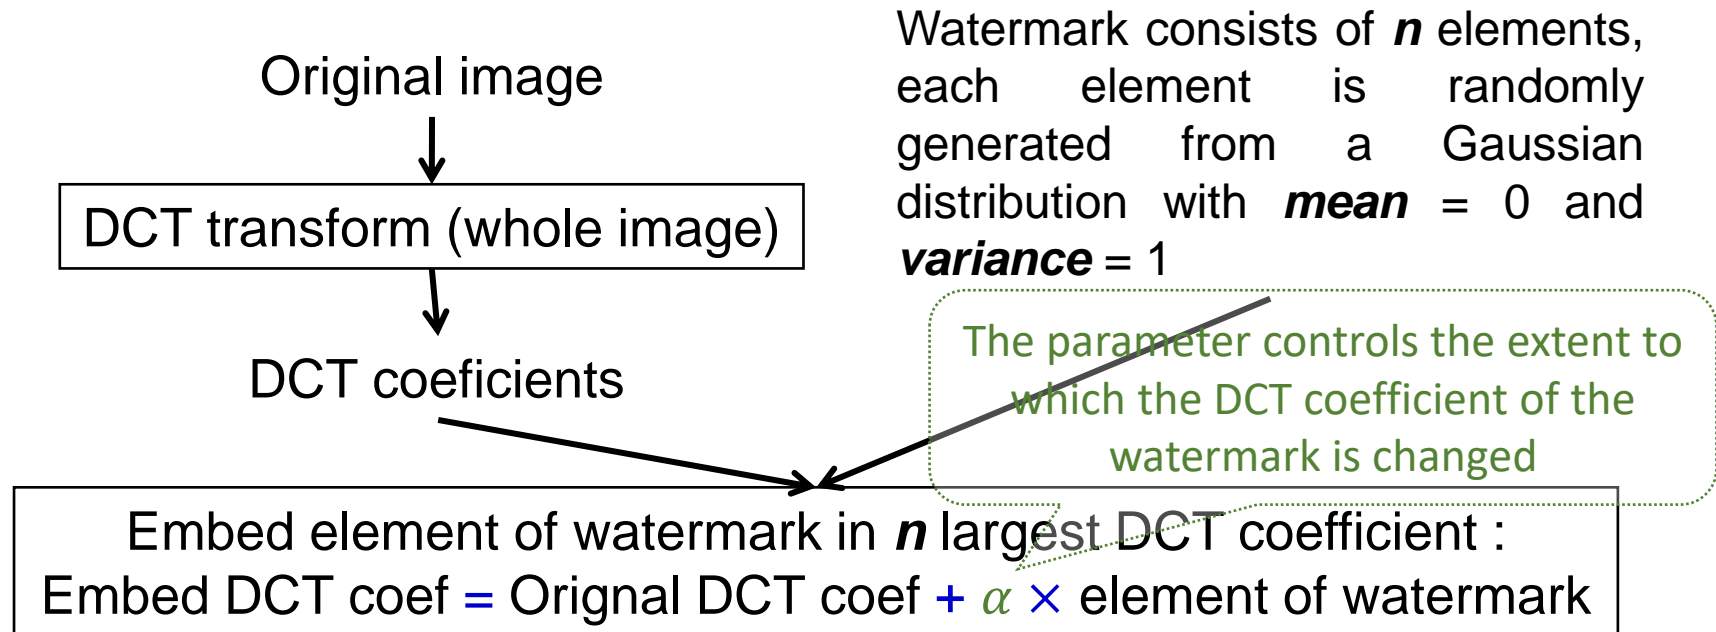 Original image
DCT transform (whole image)
DCT coeficients
Watermark consists of n elements,
each element is randomly
generated from a Gaussian
distribution with mean = 0 and
variance = 1
The parameter controls the extent to
which the DCT coefficient of the
watermark is changed
Embed element of watermark in n largest DCT coefficient :
Embed DCT coef = Orignal DCT coef + α × element of watermark